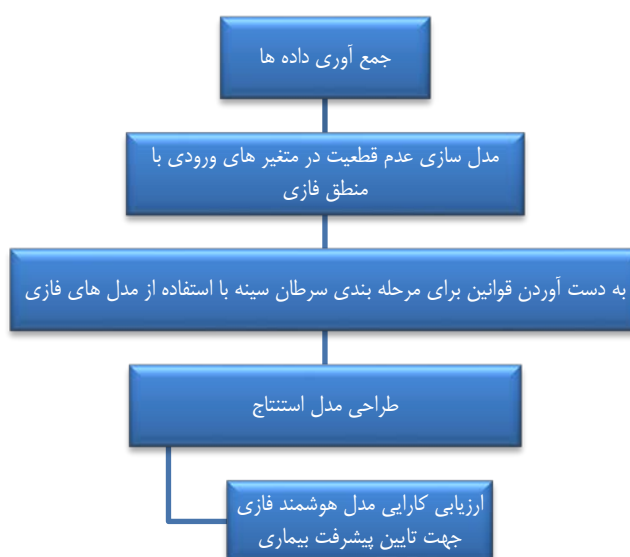 جمع آوری داده ها
مدل سازی عدم قطعیت در متغیر های ورودی با
منطق فازی
به دست آوردن قوانین برای مرحله بندی سرطان سینه با استفاده از مدل های فازی
طراحی مدل استنتاج
ارزیابی کارایی مدل هوشمند فازی
جهت تایین پیشرفت بیماری